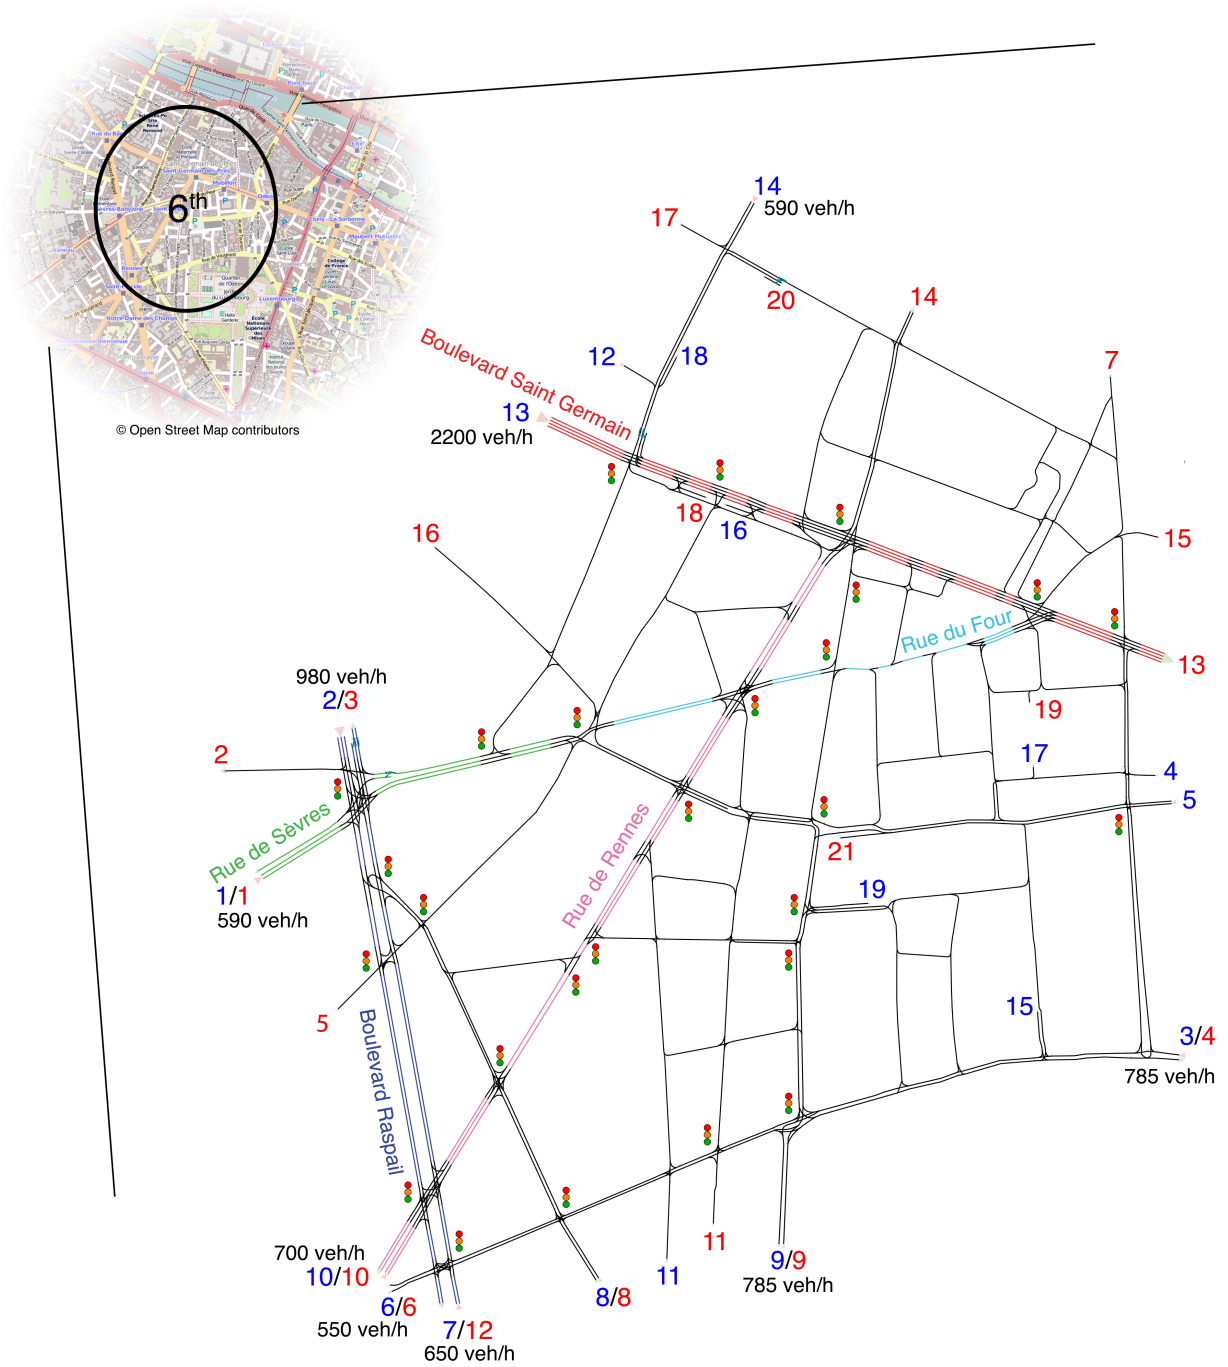 6th
© Open Street Map contributors
14
590 veh/h
17
20
14
Boulevard Saint Germain
12
18
7
13
2200 veh/h
18
16
16
15
Rue du Four
13
980 veh/h
2/3
19
2
17
4
5
Rue de Sèvres
Rue de Rennes
21
1/1
590 veh/h
19
5
Boulevard Raspail
15
3/4
785 veh/h
11
700 veh/h
10/10
11
9/9
785 veh/h
6/6
550 veh/h
8/8
7/12
650 veh/h